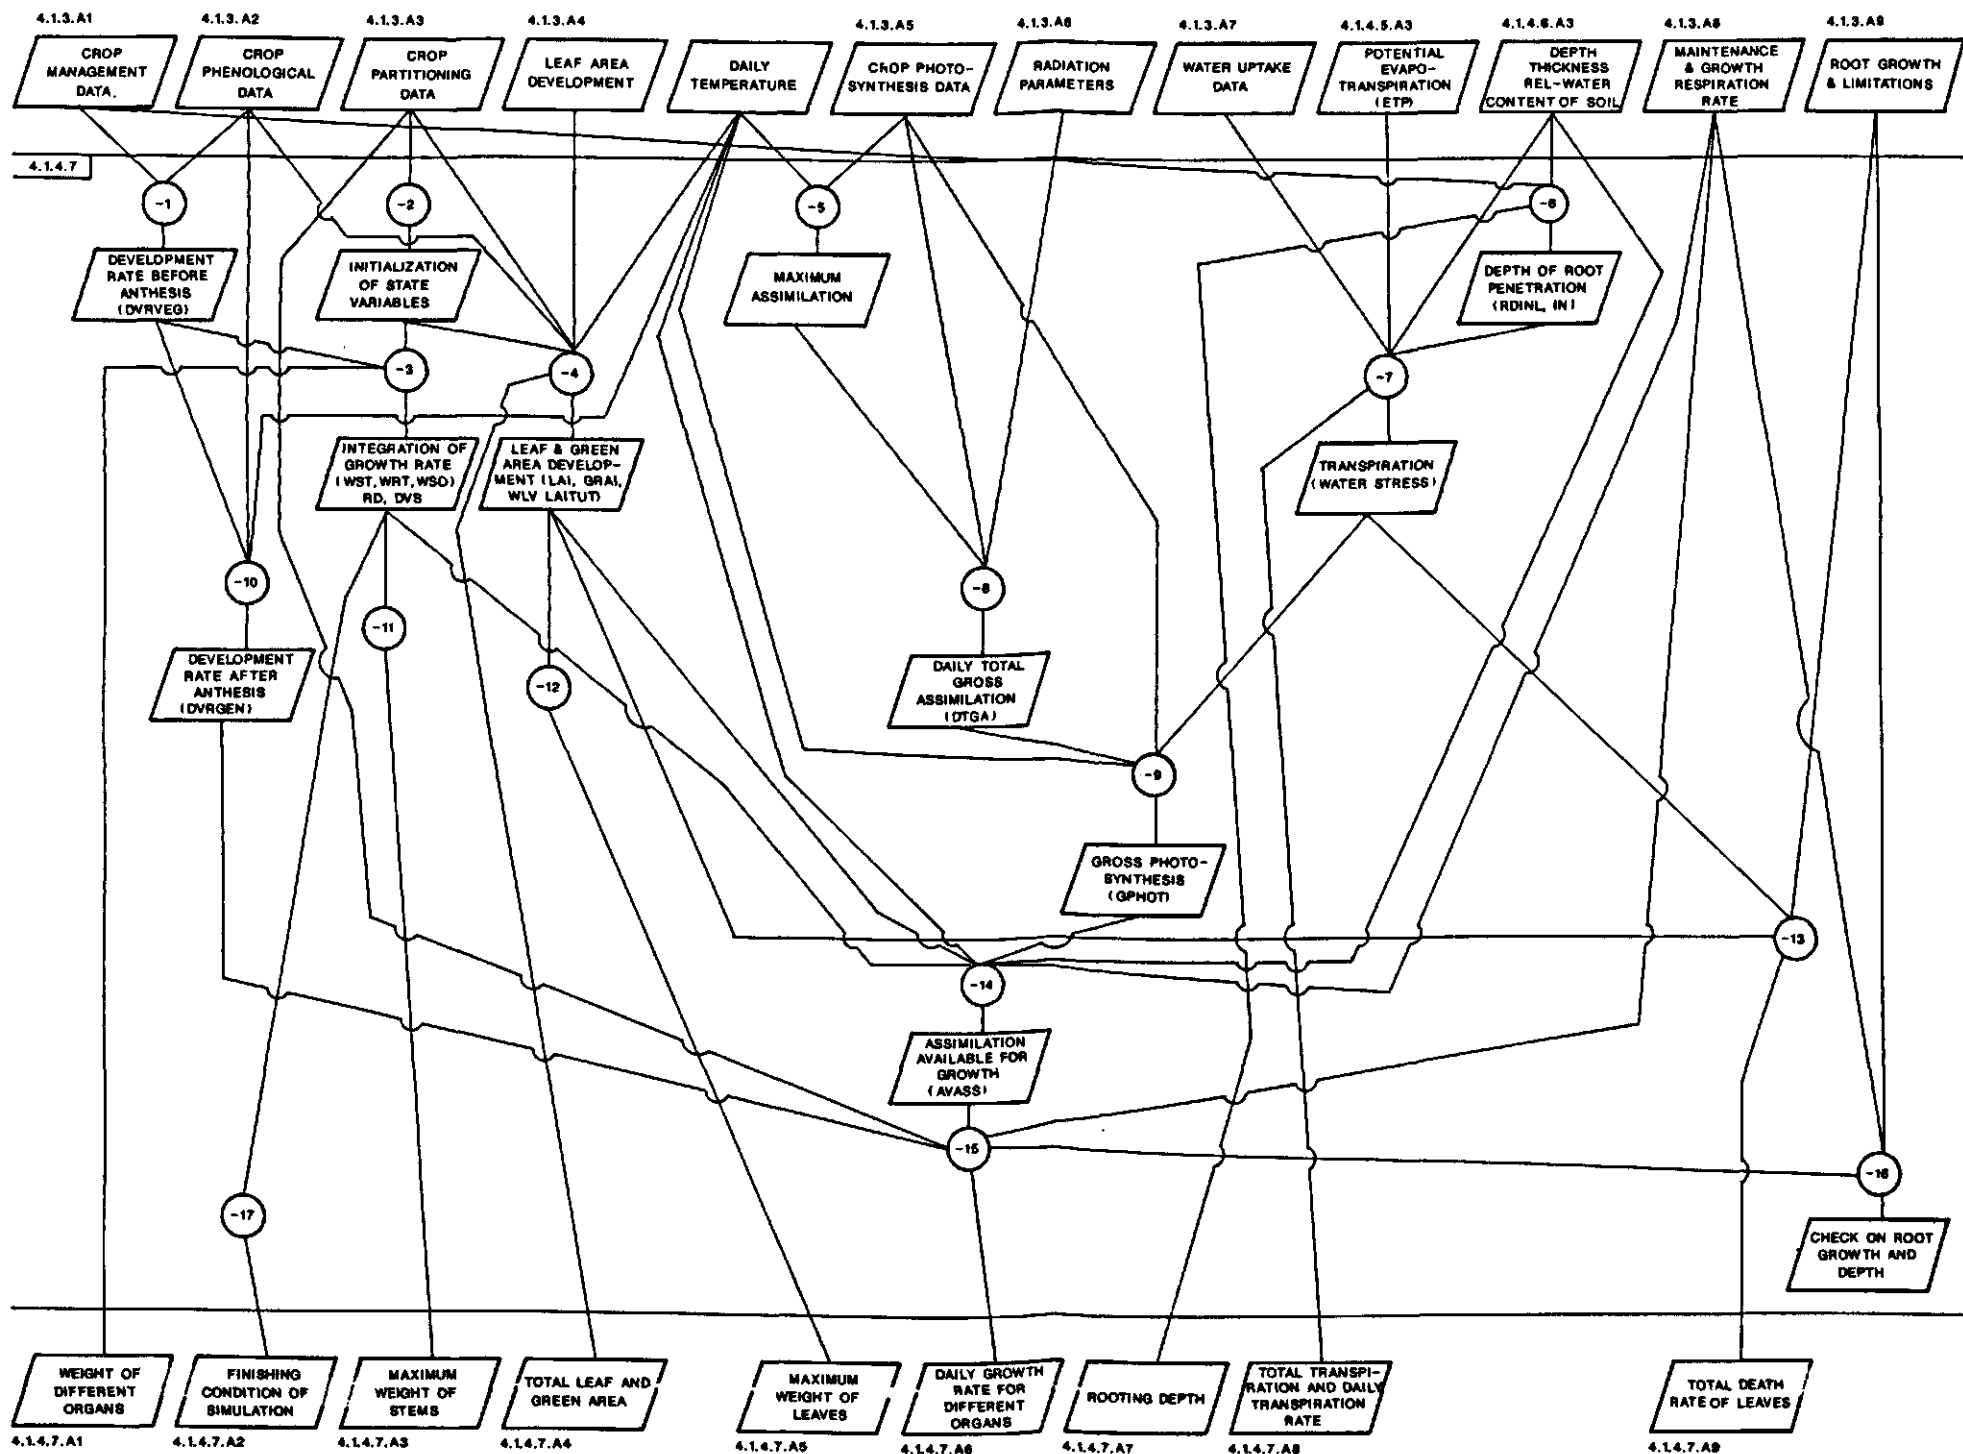 4.1.3.A1
4.1.3.A2
4.1.3.A3
4.1.3.A4
4.1.3.A5
4.1.3.A6
4.1.3.A7
4.1.4.5.A3
4.1.4.6.A3
4.1.3.A8
4.1.3.A9
CROP
MANAGEMENT
DATA.
CROP
PHENOLOGICAL
DATA
CROP
PARTITIONING
DATA
LEAF AREA
DEVELOPMENT
DAILY
TEMPERATURE
CROP PHOTO-
SYNTHESIS DATA
RADIATION
PARAMETERS
WATER UPTAKE
DATA
POTENTIAL
EVAPO-
TRANSPIRATION
(ETP)
DEPTH
THICKNESS
REL-WATER
CONTENT OF SOIL
MAINTENANCE
& GROWTH
RESPIRATION
RATE
ROOT GROWTH
& LIMITATIONS
4.1.4.7
-1
-2
-5
-6
DEVELOPMENT
RATE BEFORE
ANTHESIS
(DVRVEG)
INITIALIZATION
OF STATE
VARIABLES
MAXIMUM
ASSIMILATION
DEPTH OF ROOT
PENETRATION
(RDINL, IN)
-3
-4
-7
INTEGRATION OF
GROWTH RATE
(WST, WRT, WSO)
RD, DVS
LEAF & GREEN
AREA DEVELOP-
MENT (LAI, GRAI,
WLV LAITUT)
TRANSPIRATION
(WATER STRESS)
-10
-8
-11
DEVELOPMENT
RATE AFTER
ANTHESIS
(DVRGEN)
-12
DAILY TOTAL
GROSS
ASSIMILATION
(DTGA)
-9
GROSS PHOTO-
SYNTHESIS
(GPHOT)
-13
-14
ASSIMILATION
AVAILABLE FOR
GROWTH
(AVASS)
-15
-16
-17
CHECK ON ROOT
GROWTH AND
DEPTH
WEIGHT OF
DIFFERENT
ORGANS
FINISHING
CONDITION OF
SIMULATION
MAXIMUM
WEIGHT OF
STEMS
TOTAL LEAF AND
GREEN AREA
MAXIMUM
WEIGHT OF
LEAVES
DAILY GROWTH
RATE FOR
DIFFERENT
ORGANS
ROOTING DEPTH
TOTAL TRANSPI-
RATION AND DAILY
TRANSPIRATION
RATE
TOTAL DEATH
RATE OF LEAVES
4.1.4.7.A1
4.1.4.7.A2
4.1.4.7.A3
4.1.4.7.A4
4.1.4.7.A5
4.1.4.7.A6
4.1.4.7.A7
4.1.4.7.A8
4.1.4.7.A9